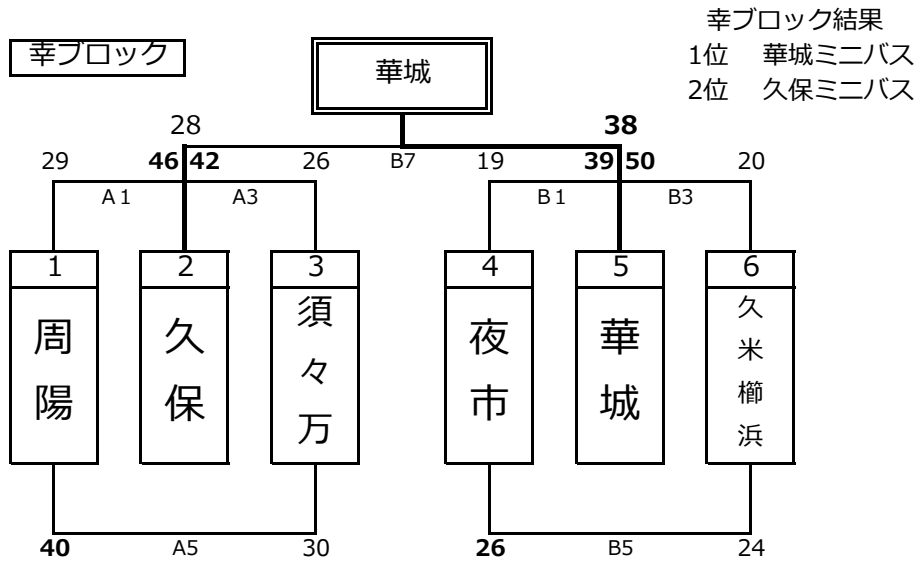 幸ブロック結果
幸ブロック
華城
1位 華城ミニバス
2位 久保ミニバス
28
38
29
46 42
26
B7
19
39 50
20
A1
A3
B1
B3
1
2
3
4
5
6
周陽
久保
須々万
夜市
華城
久米櫛浜
40
A5
30
26
B5
24